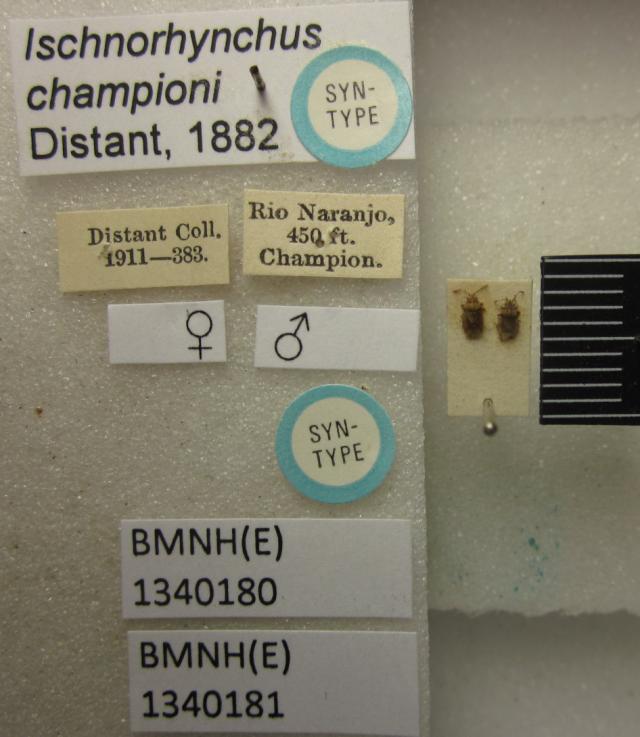 Ischnorhynchus
championi
Distant, 1882
SYN-
TYPE
Distant Coll.
1911—383.
Rio Naranjo,
450 ft.
Champion.
♀
♂
SYN-
TYPE
BMNH(E)
1340180
BMNH(E)
1340181